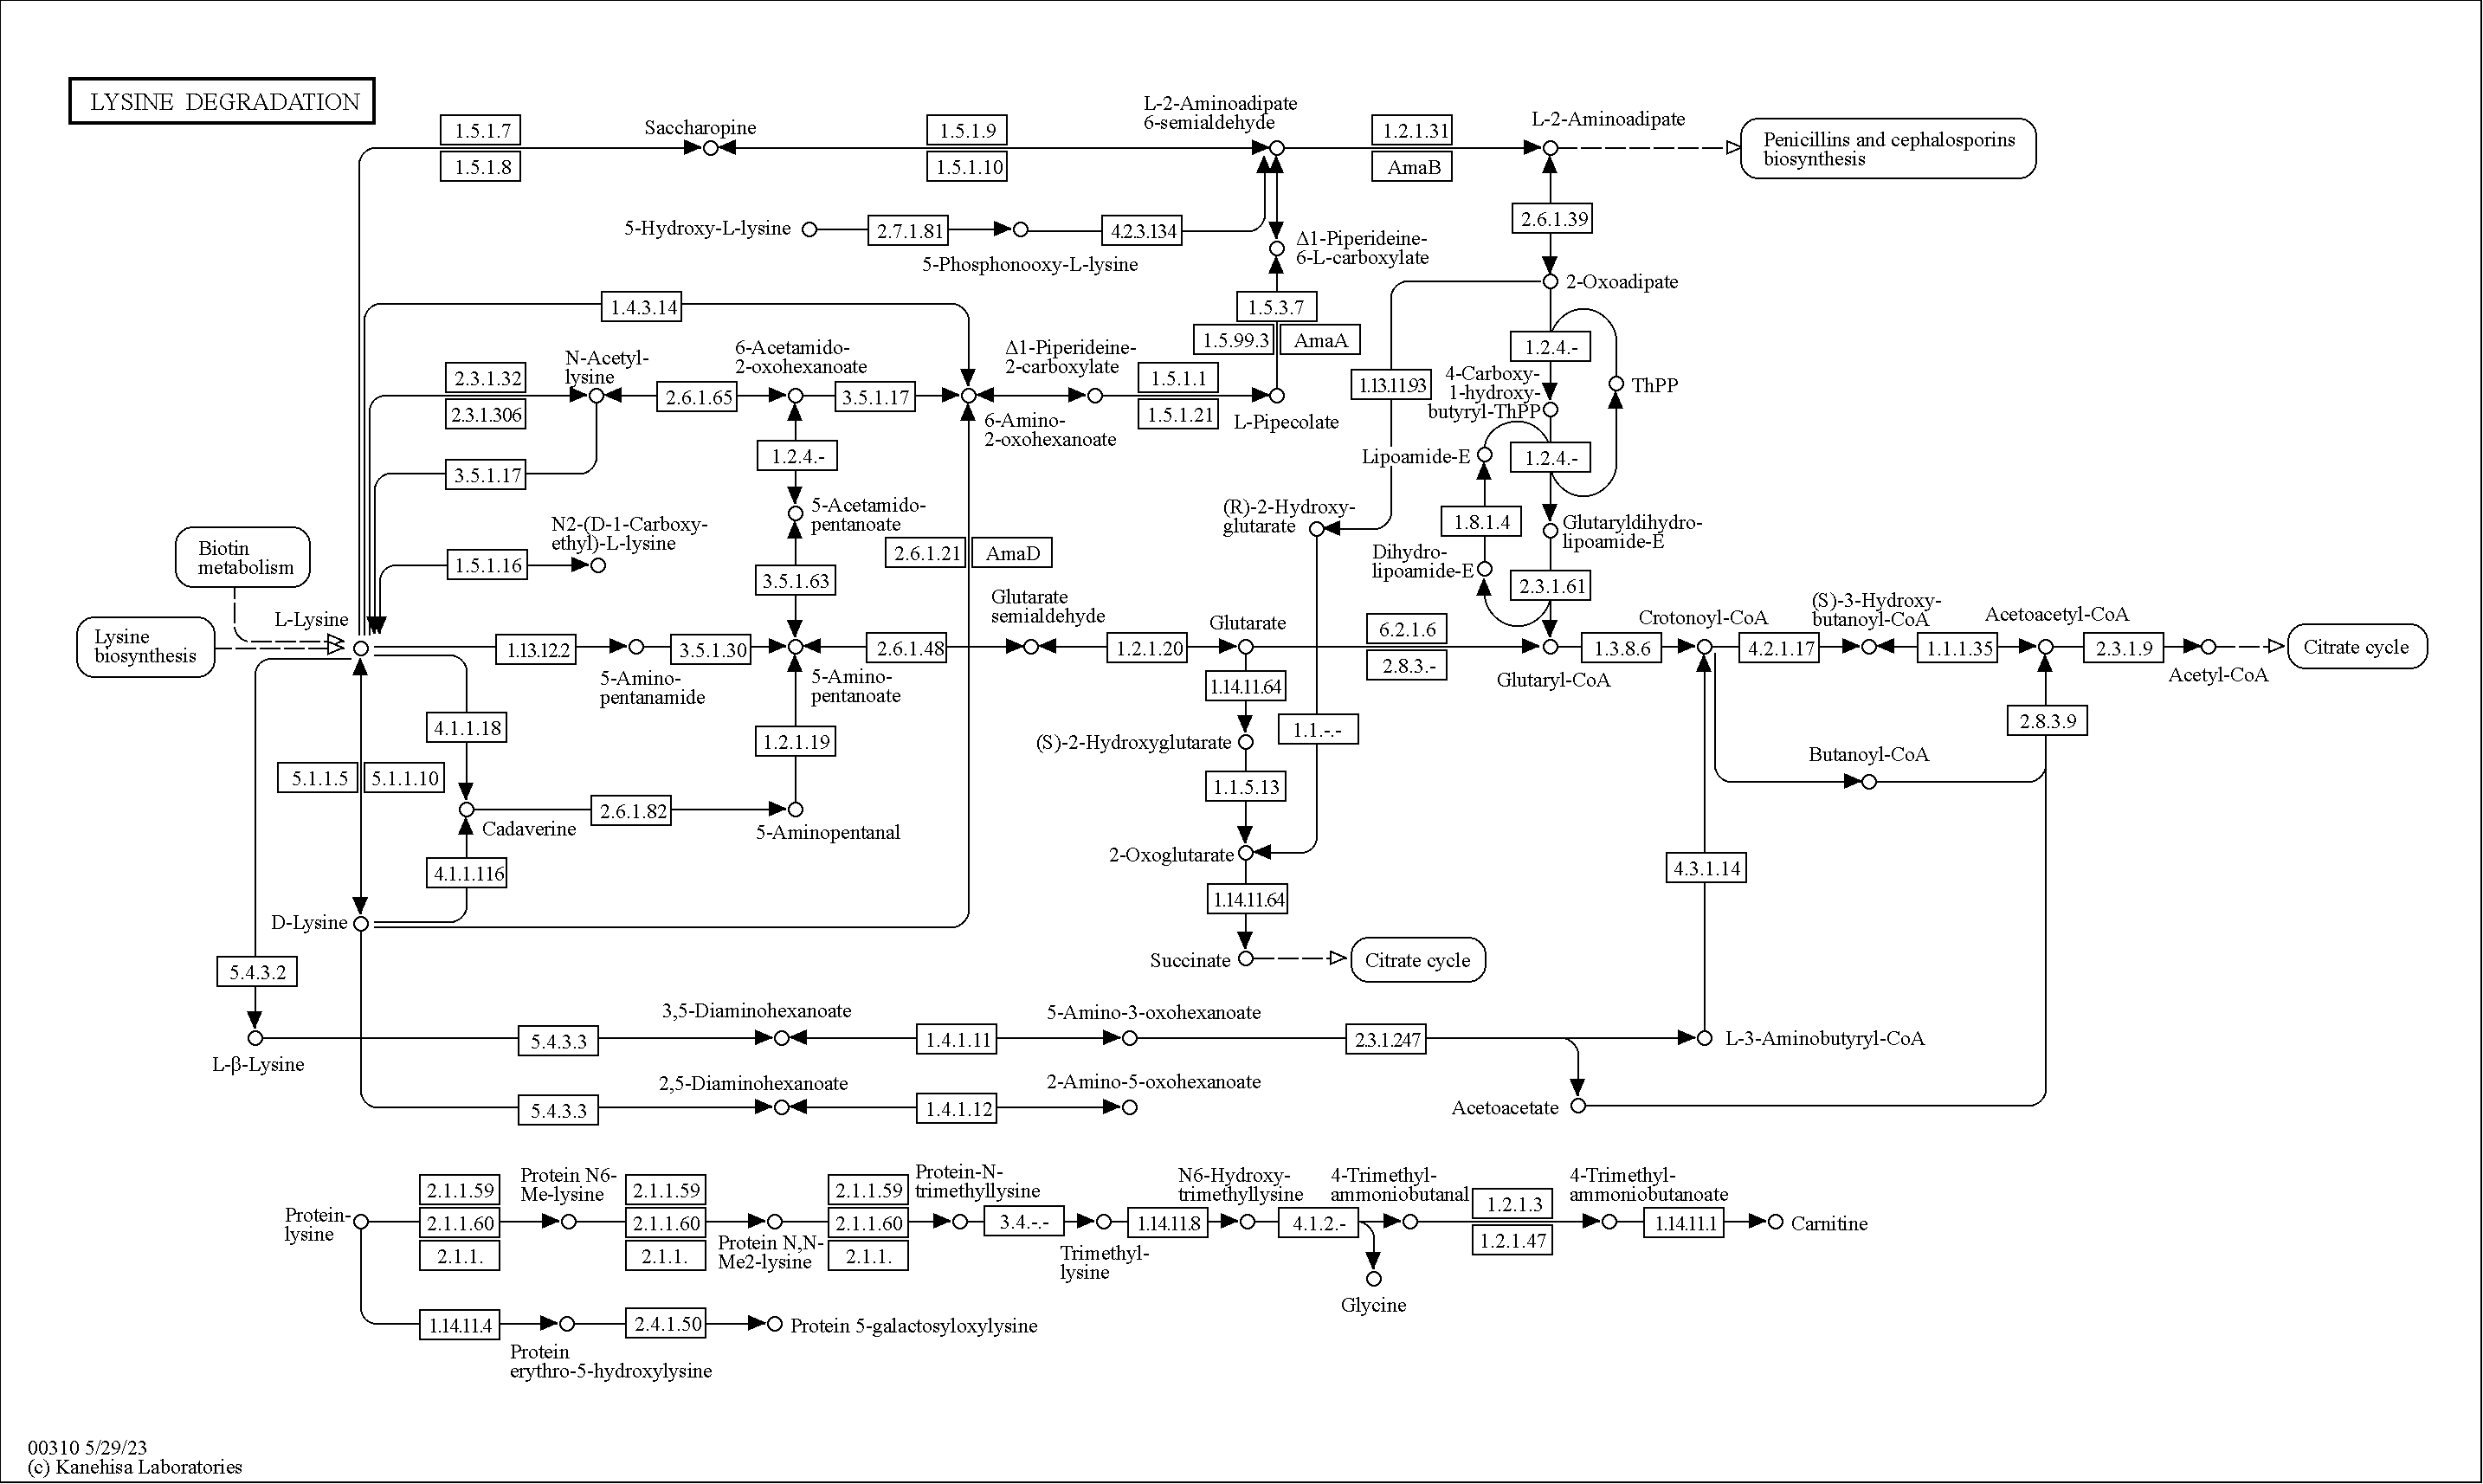 LYSINE DEGRADATION
1.5.1.7
1.5.1.8
Saccharopine
1.5.1.9
1.5.1.10
L-2-Aminoadipate
6-semialdehyde
1.2.1.31
AmaB
L-2-Aminoadipate
Penicillins and cephalosporins
biosynthesis
5-Hydroxy-L-lysine
2.7.1.81
5-Phosphonooxy-L-lysine
4.2.3.134
Δ1-Piperideine-
6-L-carboxylate
2.6.1.39
2-Oxoadipate
1.4.3.14
1.5.3.7
1.5.99.3
AmaA
1.2.4.-
ThPP
2.3.1.32
2.3.1.306
N-Acetyl-
lysine
2.6.1.65
6-Acetamido-
2-oxohexanoate
3.5.1.17
6-Amino-
2-oxohexanoate
Δ1-Piperideine-
2-carboxylate
1.5.1.1
1.5.1.21
L-Pipecolate
1.13.11.93
4-Carboxy-
1-hydroxy-
butyryl-ThPP
3.5.1.17
1.2.4.-
Lipoamide-E
1.2.4.-
5-Acetamido-
pentanoate
(R)-2-Hydroxy-
glutarate
1.8.1.4
Glutaryldihydro-
lipoamide-E
N2-(D-1-Carboxy-
ethyl)-L-lysine
1.5.1.16
2.6.1.21
AmaD
Dihydro-
lipoamide-E
3.5.1.63
2.3.1.61
Biotin
metabolism
Lysine
biosynthesis
L-Lysine
1.13.12.2
5-Amino-
pentanamide
3.5.1.30
5-Amino-
pentanoate
2.6.1.48
Glutarate
semialdehyde
1.2.1.20
Glutarate
6.2.1.6
2.8.3.-
Glutaryl-CoA
1.3.8.6
Crotonoyl-CoA
4.2.1.17
(S)-3-Hydroxy-
butanoyl-CoA
1.1.1.35
Acetoacetyl-CoA
2.3.1.9
Acetyl-CoA
Citrate cycle
4.1.1.18
1.2.1.19
1.14.11.64
(S)-2-Hydroxyglutarate
1.1.-.-
2.8.3.9
5.1.1.5
5.1.1.10
1.1.5.13
Butanoyl-CoA
Cadaverine
2.6.1.82
5-Aminopentanal
4.1.1.116
2-Oxoglutarate
4.3.1.14
1.14.11.64
D-Lysine
Succinate
Citrate cycle
5.4.3.2
L-β-Lysine
5.4.3.3
3,5-Diaminohexanoate
1.4.1.11
5-Amino-3-oxohexanoate
2.3.1.247
L-3-Aminobutyryl-CoA
5.4.3.3
2,5-Diaminohexanoate
1.4.1.12
2-Amino-5-oxohexanoate
Acetoacetate
Protein-
lysine
2.1.1.59
2.1.1.60
2.1.1.
Protein N6-
Me-lysine
2.1.1.59
2.1.1.60
2.1.1.
Protein N,N-
Me2-lysine
2.1.1.59
2.1.1.60
2.1.1.
Protein-N-
trimethyllysine
3.4.-.-
Trimethyl-
lysine
1.14.11.8
N6-Hydroxy-
trimethyllysine
4.1.2.-
Glycine
4-Trimethyl-
ammoniobutanal
1.2.1.3
1.2.1.47
4-Trimethyl-
ammoniobutanoate
1.14.11.1
Carnitine
1.14.11.4
Protein
erythro-5-hydroxylysine
2.4.1.50
Protein 5-galactosyloxylysine
00310 5/29/23
(c) Kanehisa Laboratories